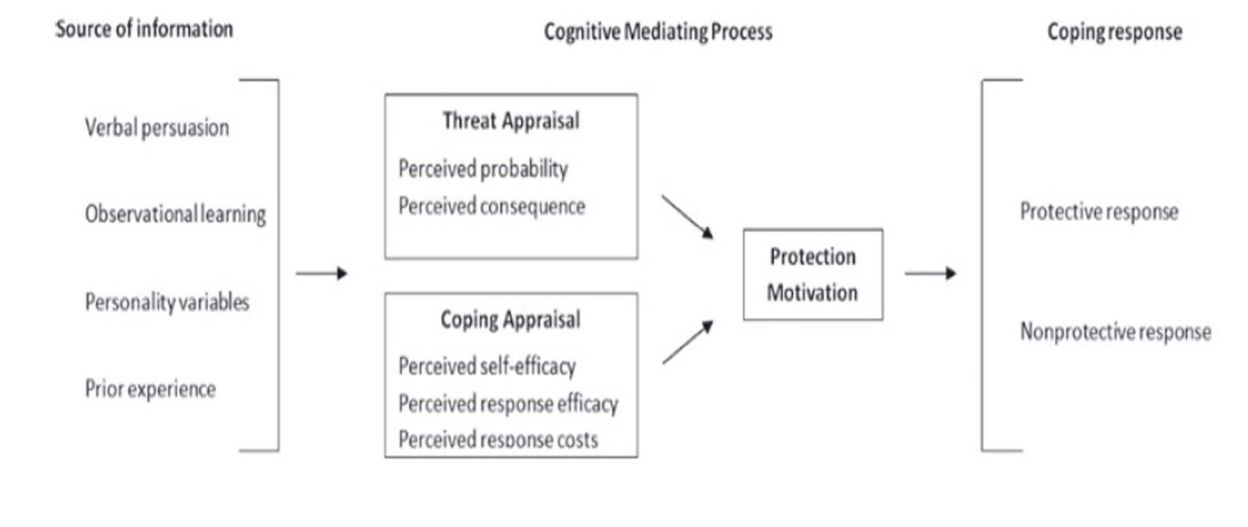 Source of information
Cognitive Mediating Process
Coping response
Verbal persuasion
Observational learning
Personality variables
Prior experience
Threat Appraisal
Perceived probability
Perceived consequence
Coping Appraisal
Perceived self-efficacy
Perceived response efficacy
Perceived response costs
Protection
Motivation
Protective response
Nonprotective response